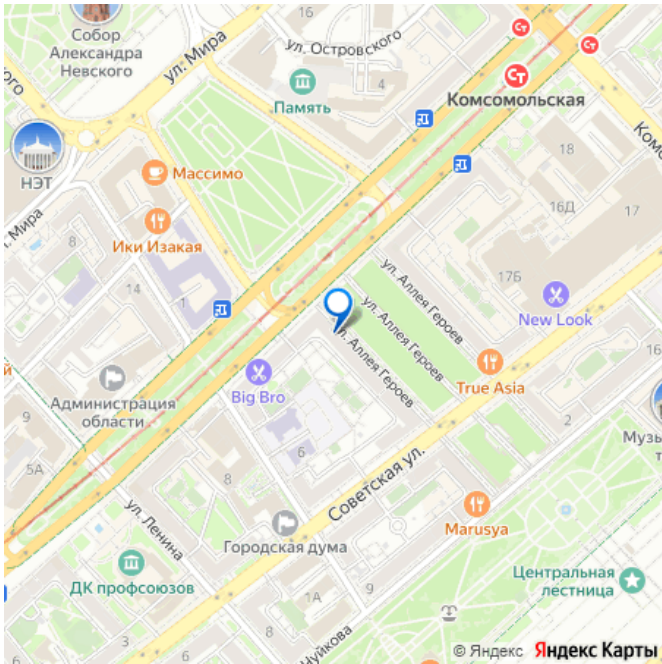 16
Собор
Александра
Невского
ул. Мира
ул. Островского
4
Память
Комсомольская
НЭТ
Массимо
18
16Д
17
Ики Изакая
8
14
1
17Б
ул. Аллея Героев
ул. Аллея Героев
ул. Аллея Героев
New Look
True Asia
Big Bro
Администрация
области
9
5А
8
6
2
16
Советская ул.
ул. Ленина
Marusya
Городская дума
ДК профсоюзов
Центральная
лестница
9
1А
3
6
Чуйкова
© Яндекс Яндекс Карты